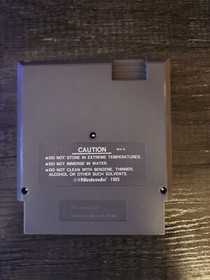 CAUTION
●DO NOT STORE IN EXTREME TEMPERATURES.
●DO NOT IMMERSE IN WATER.
●DO NOT CLEAN WITH BENZENE, THINNER,
ALCOHOL OR OTHER SUCH SOLVENTS.
©Nintendo 1985